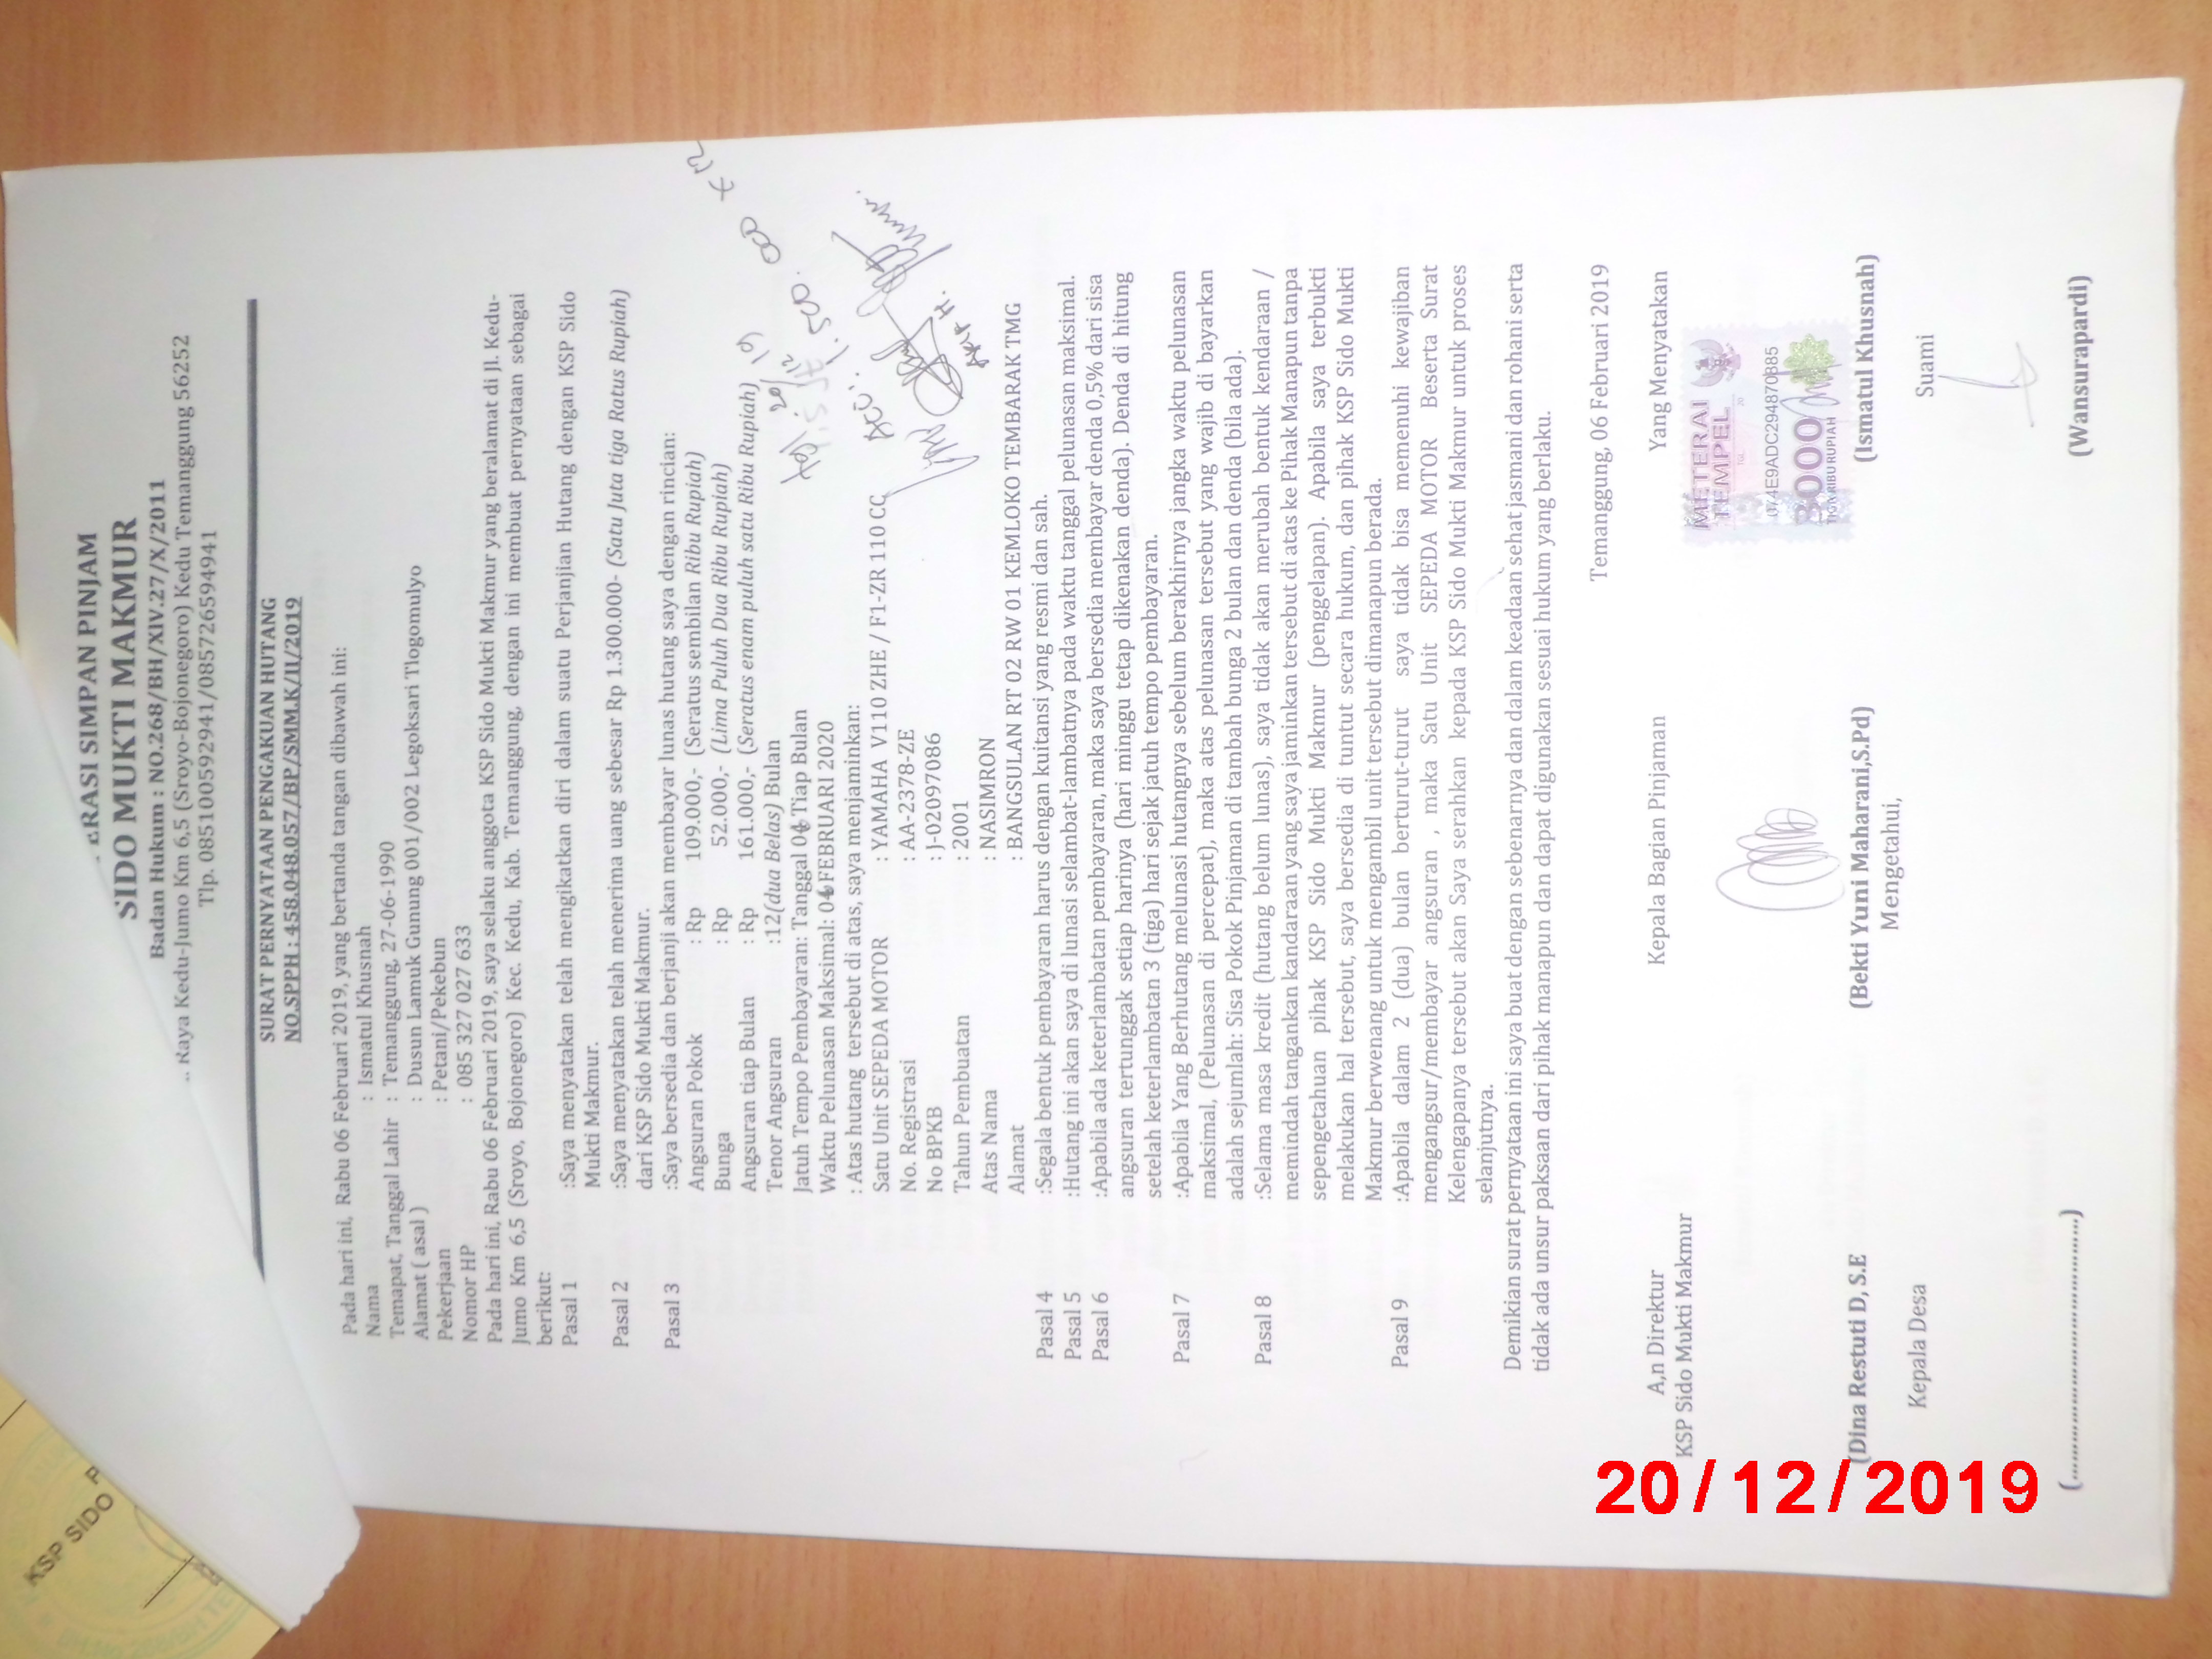 ERASI SIMPAN PINJAM
SIDO MUKTI MAKMUR
Badan Hukum : NO.268/BH/XIV.27/X/2011
Raya Kedu-Jumo Km 6,5 (Sroyo-Bojonegoro) Kedu Temanggung 56252
Tlp. 085100592941/085726594941
SURAT PERNYATAAN PENGAKUAN HUTANG
NO.SPPH : 458.048.057/BP/SMM.K/II/2019
Pada hari ini, Rabu 06 Februari 2019, yang bertanda tangan dibawah ini:
Nama : Ismatul Khusnah
Temapat, Tanggal Lahir : Temanggung, 27-06-1990
Alamat ( asal ) : Dusun Lamuk Gunung 001/002 Legoksari Tlogomulyo
Pekerjaan : Petani/Pekebun
Nomor HP : 085 327 027 633
Pada hari ini, Rabu 06 Februari 2019, saya selaku anggota KSP Sido Mukti Makmur yang beralamat di Jl. Kedu-
Jumo Km 6,5 (Sroyo, Bojonegoro) Kec. Kedu, Kab. Temanggung, dengan ini membuat pernyataan sebagai
berikut:
Pasal 1 :Saya menyatakan telah mengikatkan diri dalam suatu Perjanjian Hutang dengan KSP Sido
Mukti Makmur.
Pasal 2 :Saya menyatakan telah menerima uang sebesar Rp 1.300.000- (Satu Juta tiga Ratus Rupiah)
dari KSP Sido Mukti Makmur.
Pasal 3 :Saya bersedia dan berjanji akan membayar lunas hutang saya dengan rincian:
Angsuran Pokok : Rp 109.000,- (Seratus sembilan Ribu Rupiah)
Bunga : Rp 52.000,- (Lima Puluh Dua Ribu Rupiah)
Angsuran tiap Bulan : Rp 161.000,- (Seratus enam puluh satu Ribu Rupiah)
Tenor Angsuran :12(dua Belas) Bulan
Jatuh Tempo Pembayaran: Tanggal 06 Tiap Bulan
Waktu Pelunasan Maksimal: 06 FEBRUARI 2020
: Atas hutang tersebut di atas, saya menjaminkan:
Satu Unit SEPEDA MOTOR : YAMAHA V110 ZHE / F1-ZR 110 CC
No. Registrasi : AA-2378-ZE
No BPKB : J-02097086
Tahun Pembuatan : 2001
Atas Nama : NASIMRON
Alamat : BANGSULAN RT 02 RW 01 KEMLOKO TEMBARAK TMG
20/12 19
ACC :
Pasal 4 :Segala bentuk pembayaran harus dengan kuitansi yang resmi dan sah.
Pasal 5 :Hutang ini akan saya di lunasi selambat-lambatnya pada waktu tanggal pelunasan maksimal.
Pasal 6 :Apabila ada keterlambatan pembayaran, maka saya bersedia membayar denda 0,5% dari sisa
angsuran tertunggak setiap harinya (hari minggu tetap dikenakan denda). Denda di hitung
setelah keterlambatan 3 (tiga) hari sejak jatuh tempo pembayaran.
Pasal 7 :Apabila Yang Berhutang melunasi hutangnya sebelum berakhirnya jangka waktu pelunasan
maksimal, (Pelunasan di percepat), maka atas pelunasan tersebut yang wajib di bayarkan
adalah sejumlah: Sisa Pokok Pinjaman di tambah bunga 2 bulan dan denda (bila ada).
Pasal 8 :Selama masa kredit (hutang belum lunas), saya tidak akan merubah bentuk kendaraan /
memindah tangankan kandaraan yang saya jaminkan tersebut di atas ke Pihak Manapun tanpa
sepengetahuan pihak KSP Sido Mukti Makmur (penggelapan). Apabila saya terbukti
melakukan hal tersebut, saya bersedia di tuntut secara hukum, dan pihak KSP Sido Mukti
Makmur berwenang untuk mengambil unit tersebut dimanapun berada.
Pasal 9 :Apabila dalam 2 (dua) bulan berturut-turut saya tidak bisa memenuhi kewajiban
mengangsur/membayar angsuran , maka Satu Unit SEPEDA MOTOR Beserta Surat
Kelengapanya tersebut akan Saya serahkan kepada KSP Sido Mukti Makmur untuk proses
selanjutnya.
Demikian surat pernyataan ini saya buat dengan sebenarnya dan dalam keadaan sehat jasmani dan rohani serta
tidak ada unsur paksaan dari pihak manapun dan dapat digunakan sesuai hukum yang berlaku.
Temanggung, 06 Februari 2019
A,n Direktur Kepala Bagian Pinjaman Yang Menyatakan
KSP Sido Mukti Makmur
METERAI
TEMPEL
TGL 20
74E9ADC294870885
3000
TIGA RIBU RUPIAH
(Dina Restuti D, S.E (Bekti Yuni Maharani,S.Pd) (Ismatul Khusnah)
Mengetahui,
Kepala Desa Suami
(........................................) (Wansurapardi)
KSP SIDO
20/12/2019